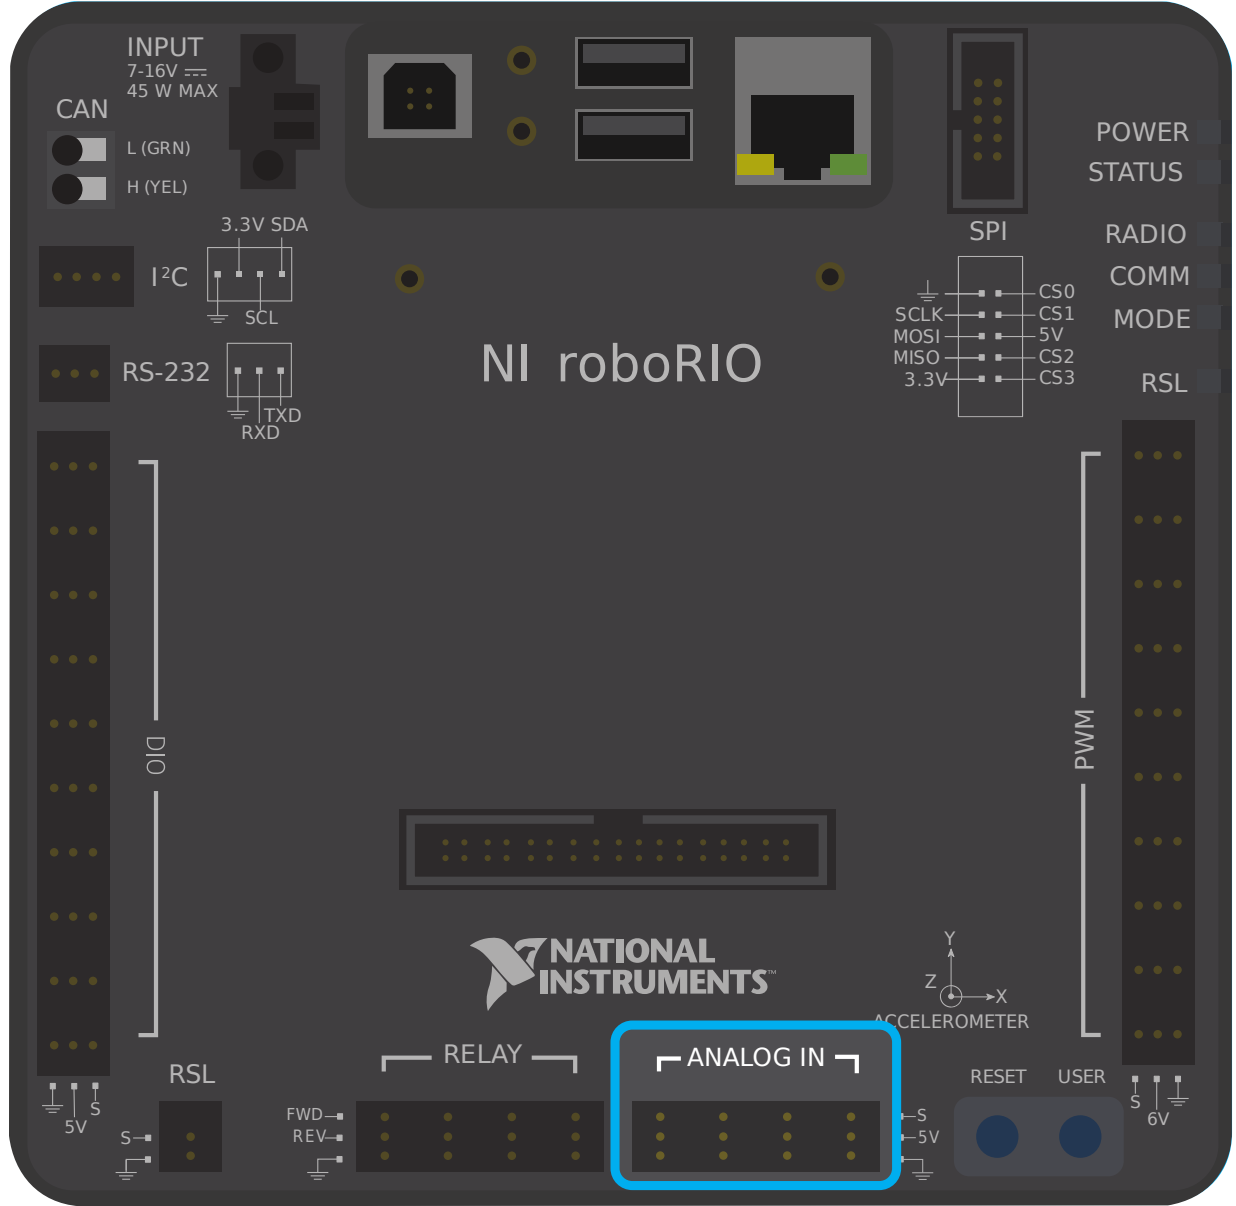 INPUT
7-16V
45 W MAX
CAN
L (GRN)
H (YEL)
3.3V SDA
I²C
SCL
RS-232
TXD
RXD
SPI
CS0
SCLK
CS1
MOSI
5V
MISO
CS2
3.3V
CS3
POWER
STATUS
RADIO
COMM
MODE
RSL
NI roboRIO
DIO
PWM
NATIONAL
INSTRUMENTS™
Y
Z
X
ACCELEROMETER
S
5V
RSL
S
RELAY
FWD
REV
ANALOG IN
S
5V
RESET
USER
S
6V